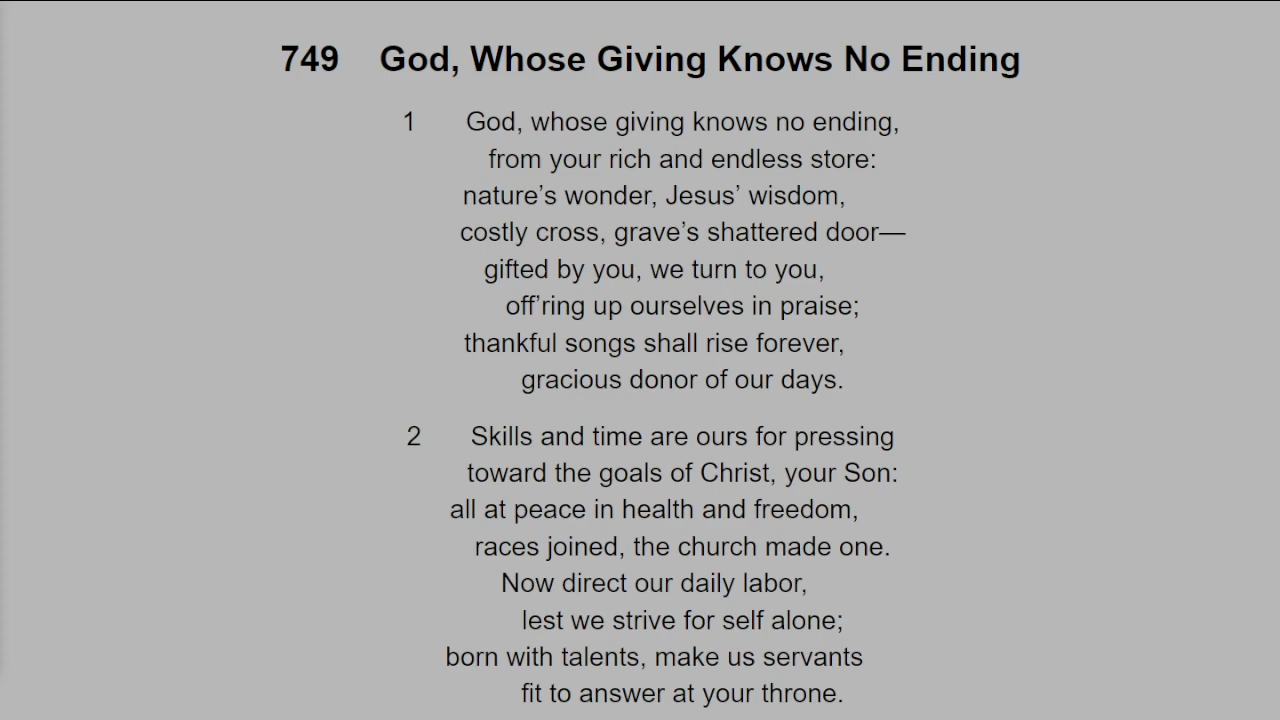 749 God, Whose Giving Knows No Ending
1 God, whose giving knows no ending,
from your rich and endless store:
nature’s wonder, Jesus’ wisdom,
costly cross, grave’s shattered door—
gifted by you, we turn to you,
off’ring up ourselves in praise;
thankful songs shall rise forever,
gracious donor of our days.
2 Skills and time are ours for pressing
toward the goals of Christ, your Son:
all at peace in health and freedom,
races joined, the church made one.
Now direct our daily labor,
lest we strive for self alone;
born with talents, make us servants
fit to answer at your throne.